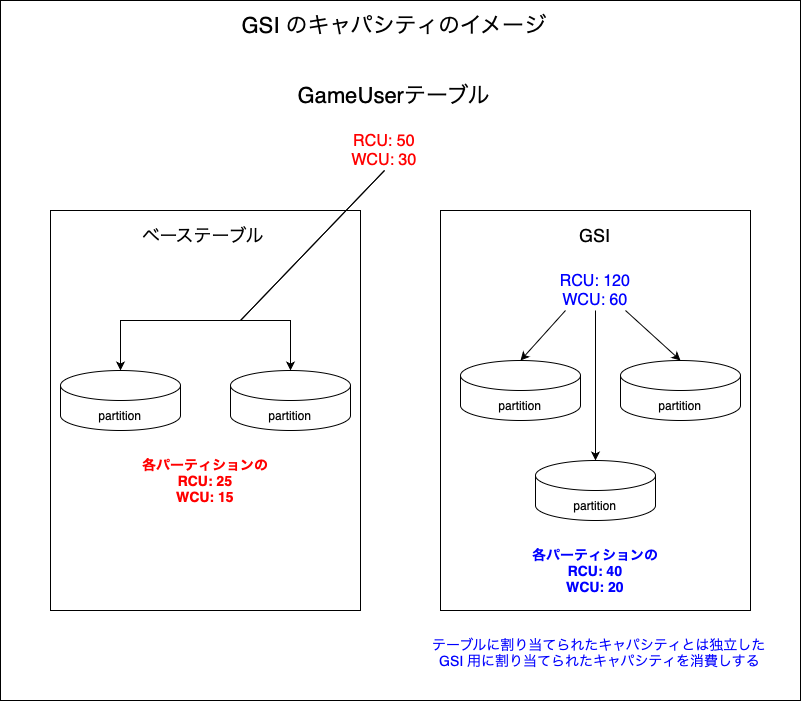 GSI のキャパシティのイメージ
GameUserテーブル
RCU: 50
WCU: 30
ベーステーブル
partition
partition
各パーティションの
RCU: 25
WCU: 15
GSI
RCU: 120
WCU: 60
partition
partition
partition
各パーティションの
RCU: 40
WCU: 20
テーブルに割り当てられたキャパシティとは独立した
GSI 用に割り当てられたキャパシティを消費しする